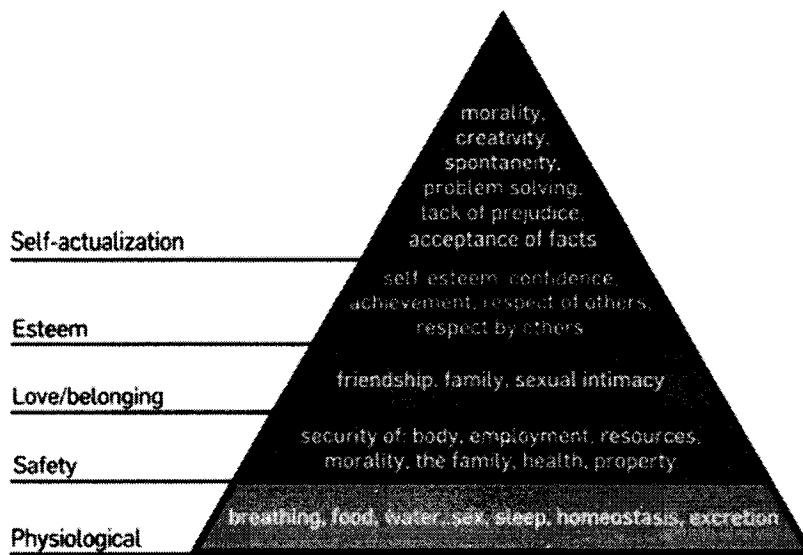 morality,
creativity,
spontaneity,
problem solving,
lack of prejudice,
acceptance of facts
Self-actualization
self-esteem, confidence,
achievement, respect of others,
respect by others
Esteem
friendship, family, sexual intimacy
Love/belonging
security of: body, employment, resources,
morality, the family, health, property
Safety
breathing, food, water, sex, sleep, homeostasis, excretion
Physiological